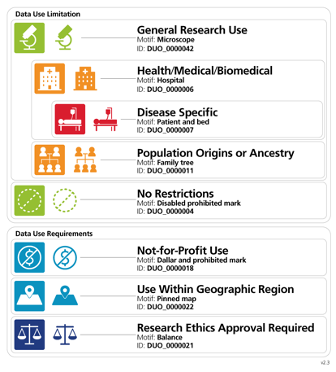 Data Use Limitation
General Research Use
Motif: Microscope
ID: DUO_0000042
Health/Medical/Biomedical
Motif: Hospital
ID: DUO_0000006
Disease Specific
Motif: Patient and bed
ID: DUO_0000007
Population Origins or Ancestry
Motif: Family tree
ID: DUO_0000011
No Restrictions
Motif: Disabled prohibited mark
ID: DUO_0000004
Data Use Requirements
Not-for-Profit Use
Motif: Dallar and prohibited mark
ID: DUO_0000018
Use Within Geographic Region
Motif: Pinned map
ID: DUO_0000022
Research Ethics Approval Required
Motif: Balance
ID: DUO_0000021
v2.3